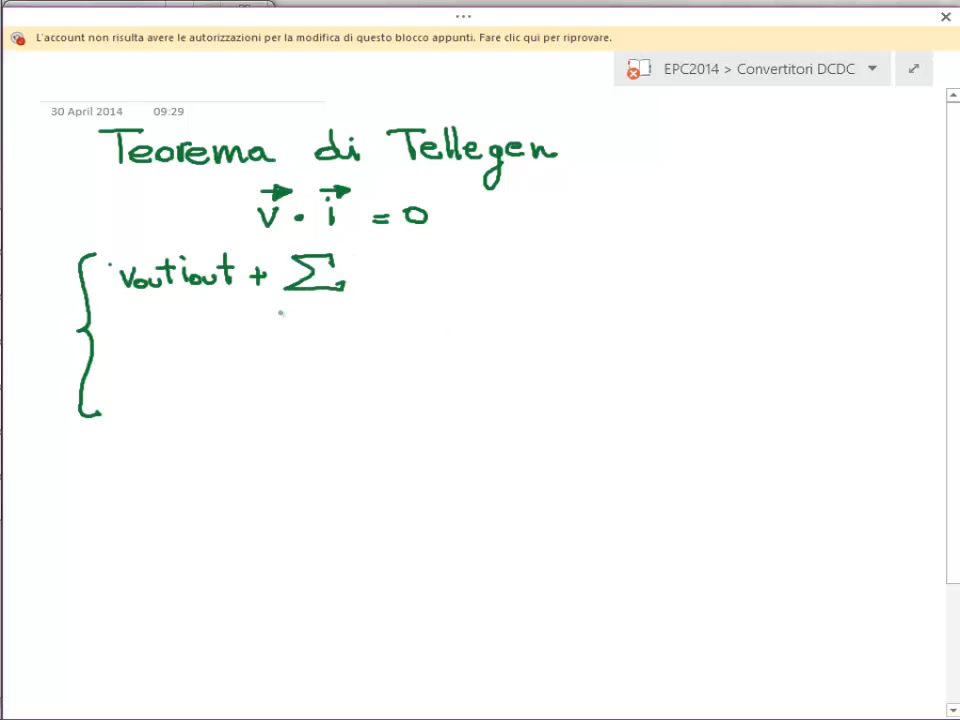 L'account non risulta avere le autorizzazioni per la modifica di questo blocco appunti. Fare clic qui per riprovare.
EPC2014 > Convertitori DCDC
30 April 2014 09:29
Teorema di Tellegen
v⃗ · i⃗ = 0
{ voutiout + Σ